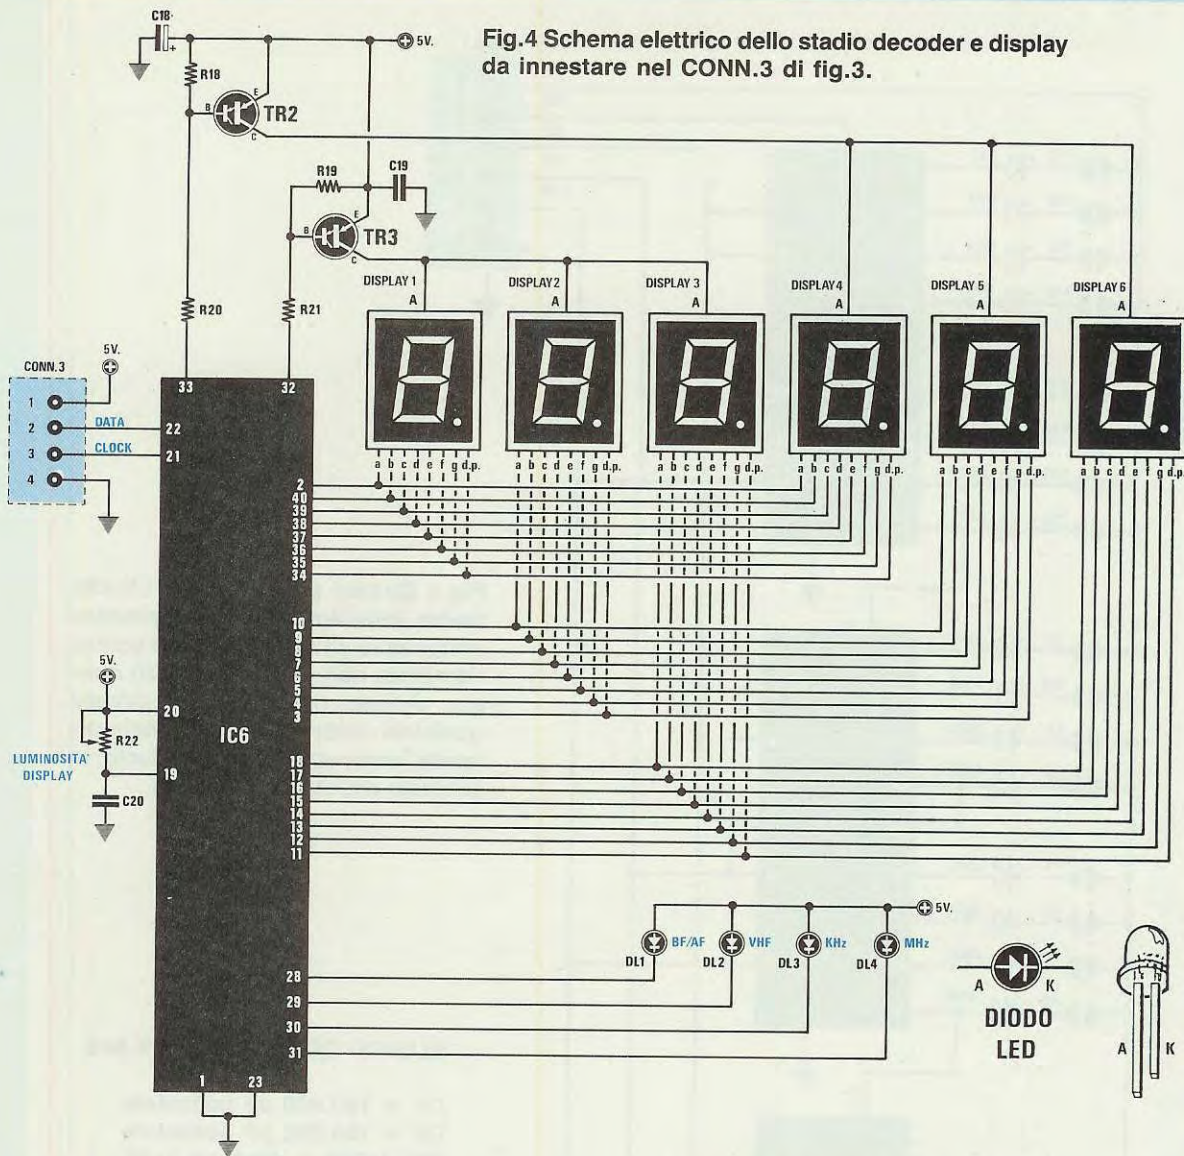 Fig.4 Schema elettrico dello stadio decoder e display
da innestare nel CONN.3 di fig.3.
C18
5V.
R18
B
E
C
TR2
R19
C19
B
E
C
TR3
DISPLAY 1
A
DISPLAY 2
A
DISPLAY 3
A
DISPLAY 4
A
DISPLAY 5
A
DISPLAY 6
A
R20
R21
CONN.3
5V.
1
2
3
4
DATA
CLOCK
33
32
22
21
a b c d e f g d.p.
a b c d e f g d.p.
a b c d e f g d.p.
a b c d e f g d.p.
a b c d e f g d.p.
a b c d e f g d.p.
2
40
39
38
37
36
35
34
10
9
8
7
6
5
4
3
5V.
20
R22
LUMINOSITA'
DISPLAY
19
C20
IC6
18
17
16
15
14
13
12
11
5V.
BF/AF
VHF
KHz
MHz
DL1
DL2
DL3
DL4
28
29
30
31
1
23
A
K
DIODO
LED
A
K